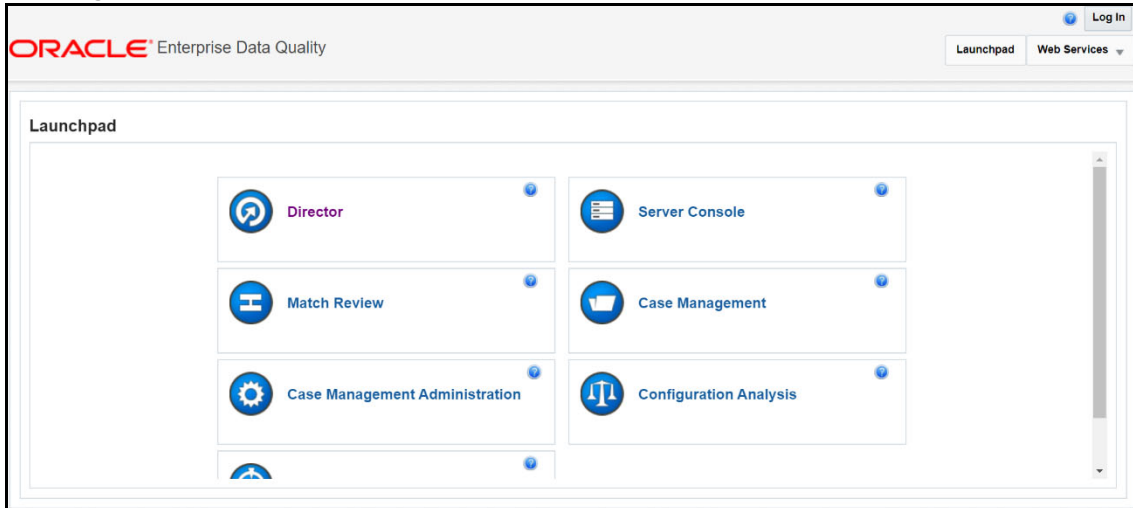 Log In
ORACLE Enterprise Data Quality
Launchpad Web Services
Launchpad
Director
Server Console
Match Review
Case Management
Case Management Administration
Configuration Analysis